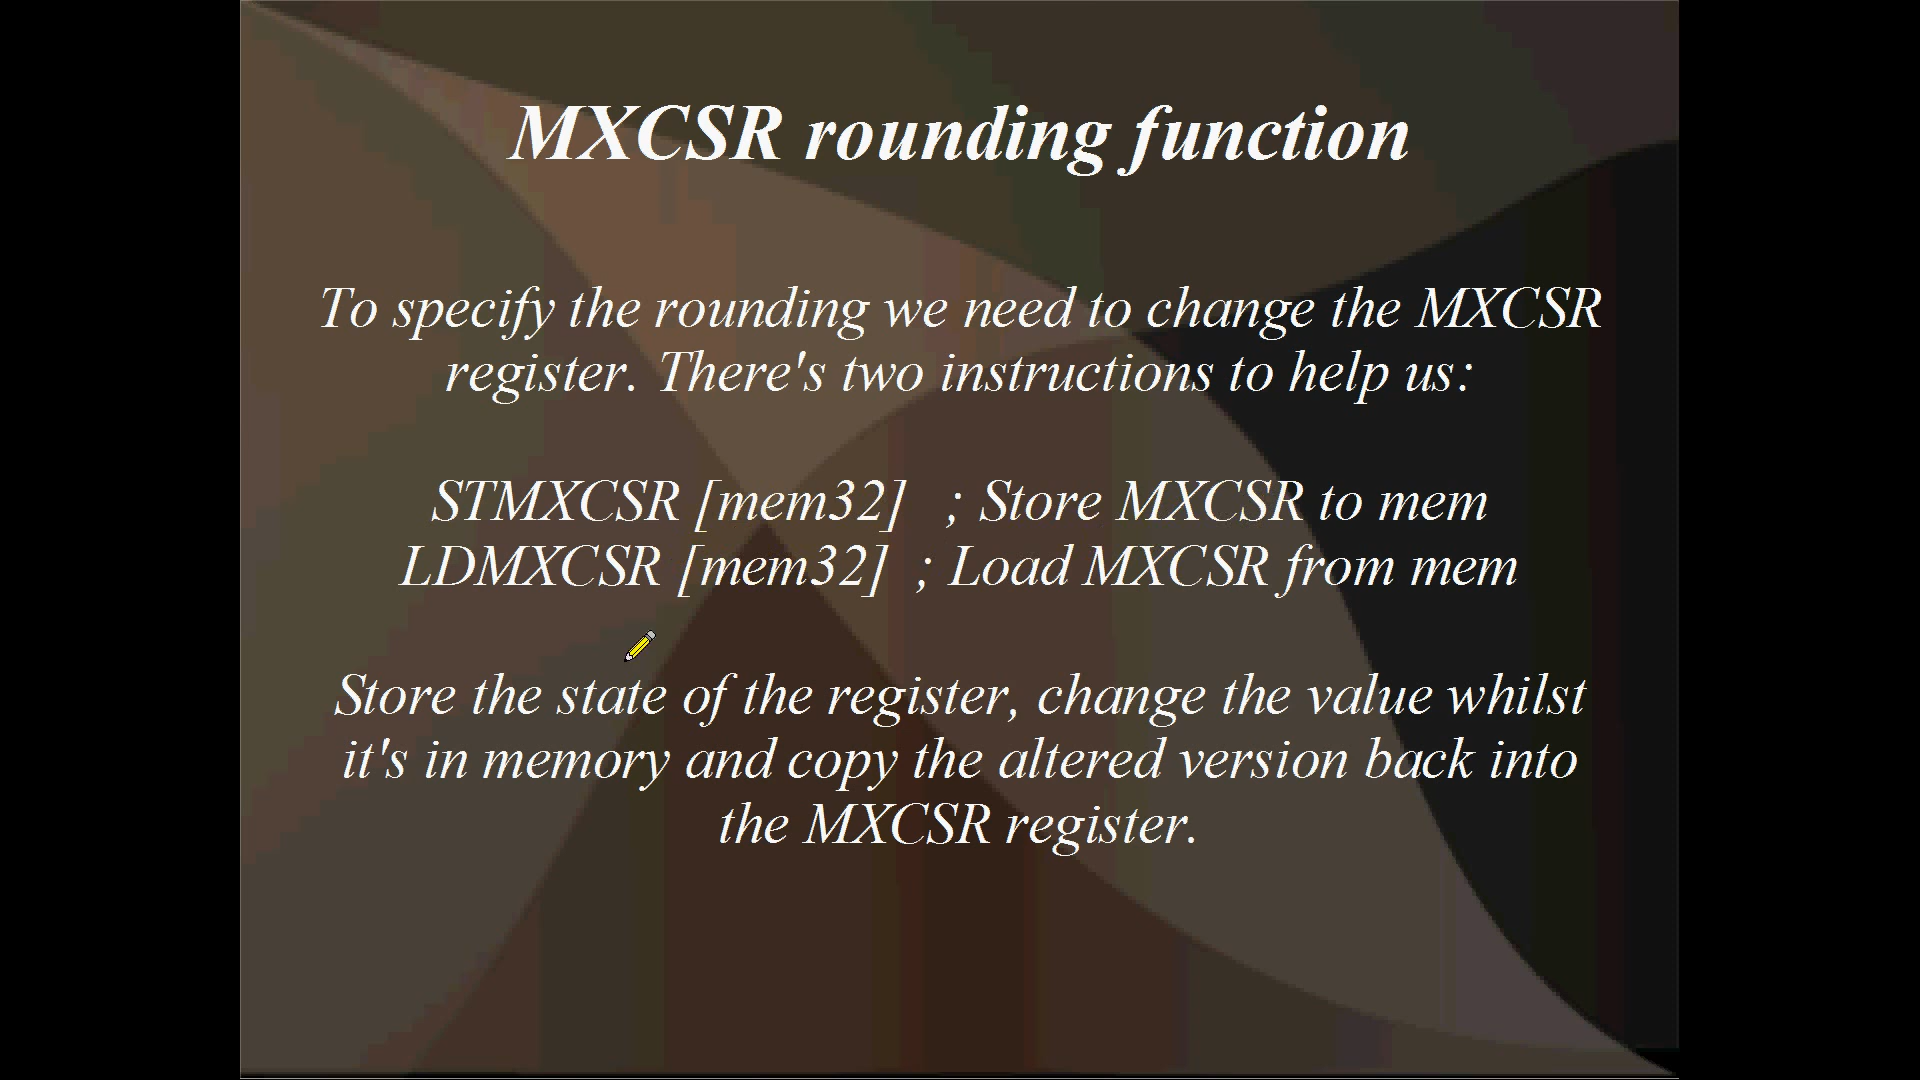 MXCSR rounding function
To specify the rounding we need to change the MXCSR
register. There's two instructions to help us:
STMXCSR [mem32] ; Store MXCSR to mem
LDMXCSR [mem32] ; Load MXCSR from mem
Store the state of the register, change the value whilst
it's in memory and copy the altered version back into
the MXCSR register.